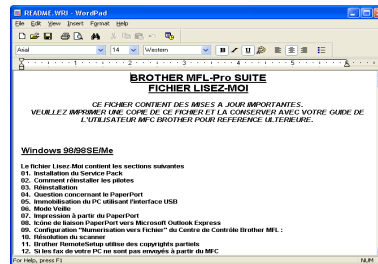 README.WRI - WordPad
File Edit View Insert Format Help
Arial 14 Western B I U
1 2 3 4 5
BROTHER MFL-Pro SUITE
FICHIER LISEZ-MOI
CE FICHIER CONTIENT DES MISES A JOUR IMPORTANTES.
VEUILLEZ IMPRIMER UNE COPIE DE CE FICHIER ET LA CONSERVER AVEC VOTRE GUIDE DE
L'UTILISATEUR MFC BROTHER POUR REFERENCE ULTERIEURE.
Windows 98/98SE/Me
Le fichier Lisez-Moi contient les sections suivantes
01. Installation du Service Pack
02. Comment réinstaller les pilotes
03. Réinstallation
04. Question concernant le PaperPort
05. Immobilisation du PC utilisant l'interface USB
06. Mode Veille
07. Impression à partir du PaperPort
08. Icône de liaison PaperPort vers Microsoft Outlook Express
09. Configuration "Numérisation vers Fichier" du Centre de Contrôle Brother MFL :
10. Résolution du scanner
11. Brother RemoteSetup utilise des copyrights partiels
12. Si les fax de votre PC ne sont pas envoyés à partir du MFC
For Help, press F1 NUM